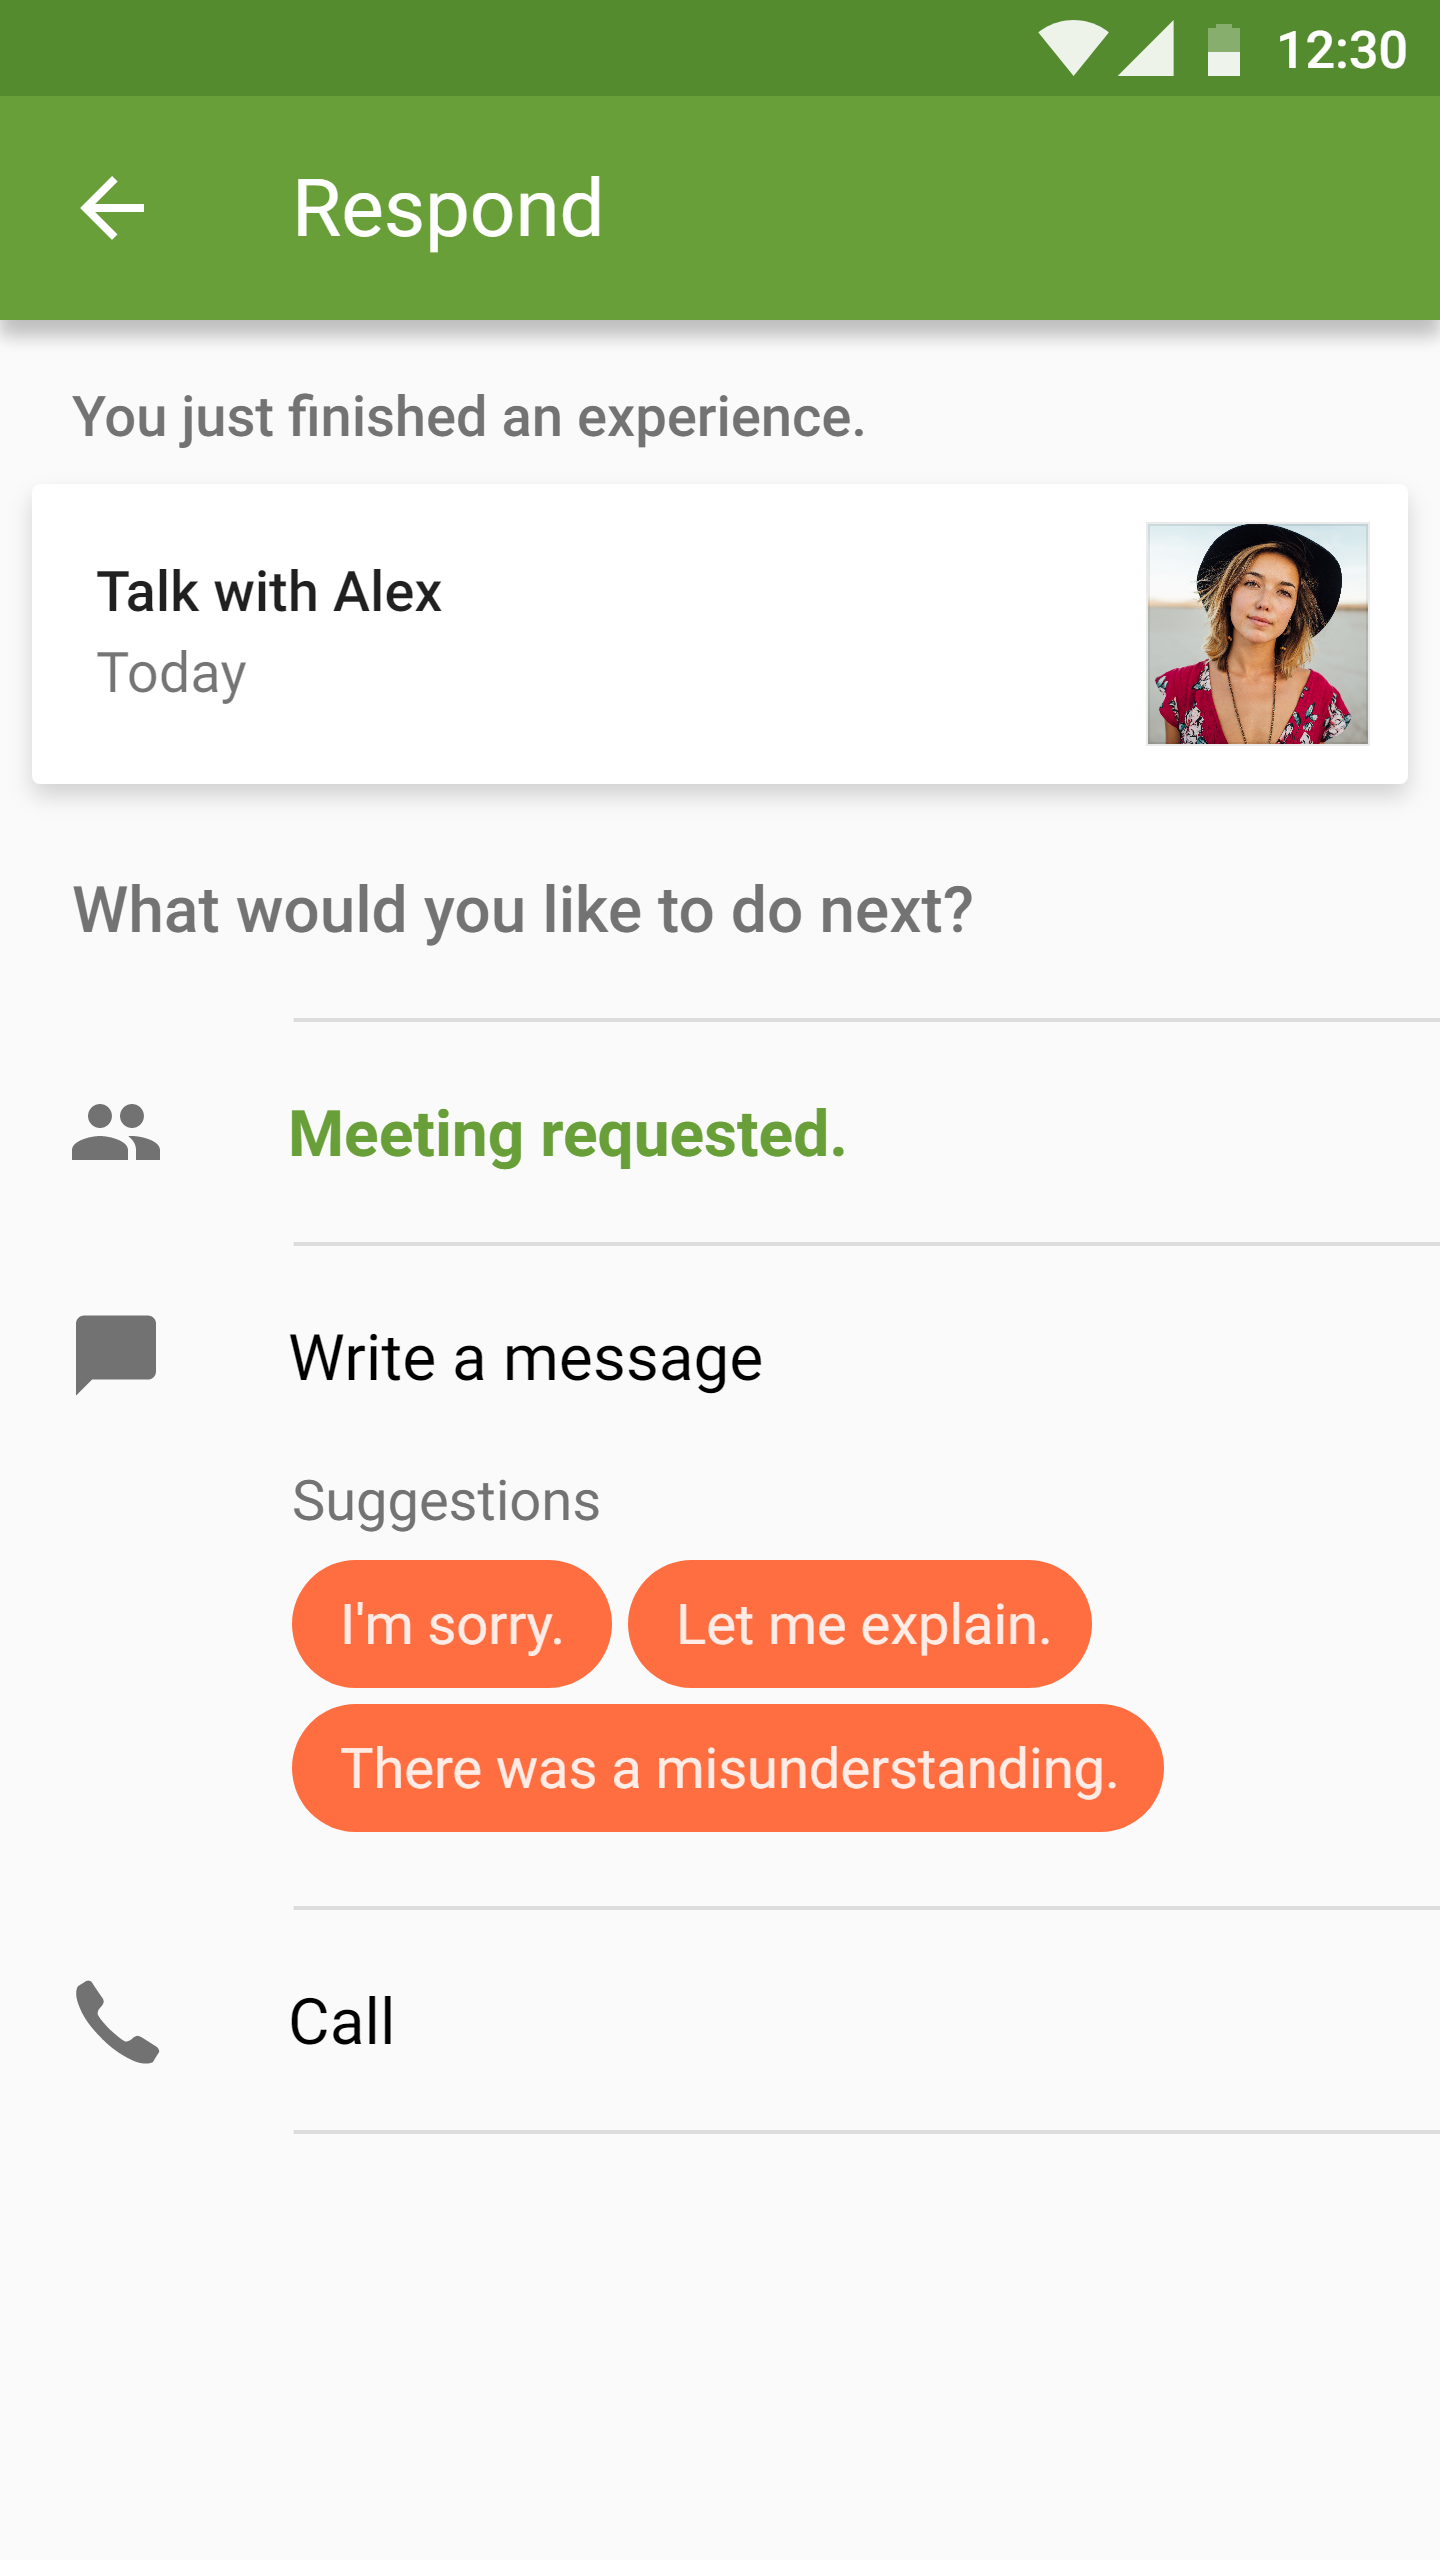 12:30
Respond
You just finished an experience.
Talk with Alex
Today
What would you like to do next?
Meeting requested.
Write a message
Suggestions
I'm sorry.
Let me explain.
There was a misunderstanding.
Call